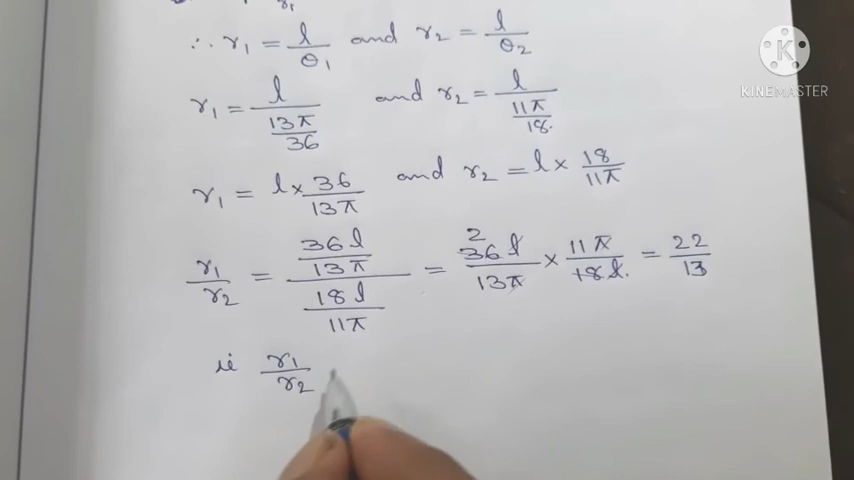 ∴ r₁ = l/θ₁ and r₂ = l/θ₂
r₁ = l/(13π/36) and r₂ = l/(11π/18)
r₁ = l × 36/13π and r₂ = l × 18/11π
r₁/r₂ = (36l/13π)/(18l/11π) = 2 36l/13π × 11π/18l = 22/13
ie r₁/r₂
K
KINEMASTER